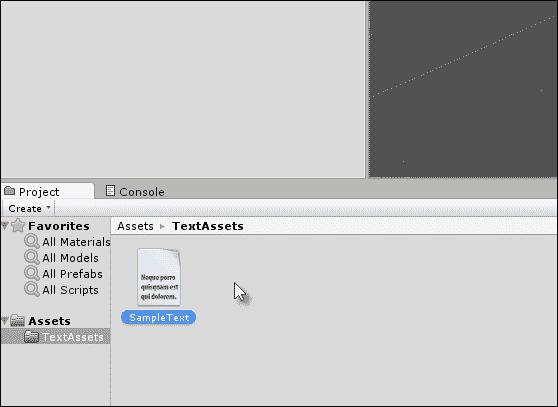 Project
Console
Create
Favorites
All Materials
All Models
All Prefabs
All Scripts
Assets
TextAssets
Assets TextAssets
Neque porro
quisquam est
qui dolorem.
SampleText